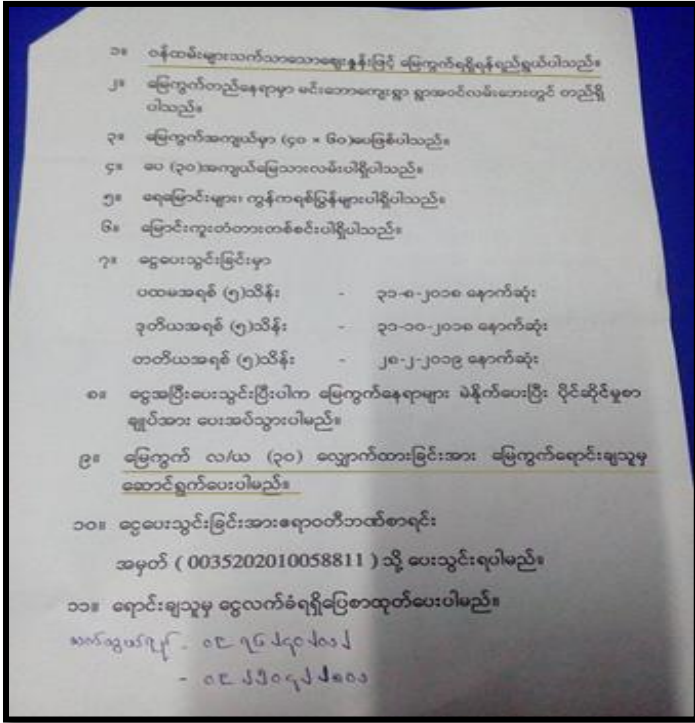 ၁။ ဝန်ထမ်းများသက်သာသောဈေးနှုန်းဖြင့် မြေကွက်ရရှိရန်ရည်ရွယ်ပါသည်။
၂။ မြေကွက်တည်နေရာမှာ မင်းဘောကျေးရွာ ရွာအဝင်လမ်းဘေးတွင် တည်ရှိ
ပါသည်။
၃။ မြေကွက်အကျယ်မှာ (၄၀ × ၆၀)ပေဖြစ်ပါသည်။
၄။ ပေ (၃၀)အကျယ်မြေသားလမ်းပါရှိပါသည်။
၅။ ရေမြောင်းများ၊ ကွန်ကရစ်ပြွန်များပါရှိပါသည်။
၆။ မြောင်းကူးတံတားတစ်စင်းပါရှိပါသည်။
၇။ ငွေပေးသွင်းခြင်းမှာ
ပထမအရစ် (၅)သိန်း - ၃၁-၈-၂၀၁၈ နောက်ဆုံး
ဒုတိယအရစ် (၅)သိန်း - ၃၁-၁၀-၂၀၁၈ နောက်ဆုံး
တတိယအရစ် (၅)သိန်း - ၂၈-၂-၂၀၁၉ နောက်ဆုံး
၈။ ငွေအပြီးပေးသွင်းပြီးပါက မြေကွက်နေရာများ မဲနှိုက်ပေးပြီး ပိုင်ဆိုင်မှုစာ
ချုပ်အား ပေးအပ်သွားပါမည်။
၉။ မြေကွက် လ/ယ (၃၀) လျှောက်ထားခြင်းအား မြေကွက်ရောင်းချသူမှ
ဆောင်ရွက်ပေးပါမည်။
၁၀။ ငွေပေးသွင်းခြင်းအားဧရာဝတီဘဏ်စာရင်း
အမှတ် ( 0035202010058811 ) သို့ ပေးသွင်းရပါမည်။
၁၁။ ရောင်းချသူမှ ငွေလက်ခံရရှိပြေစာထုတ်ပေးပါမည်။